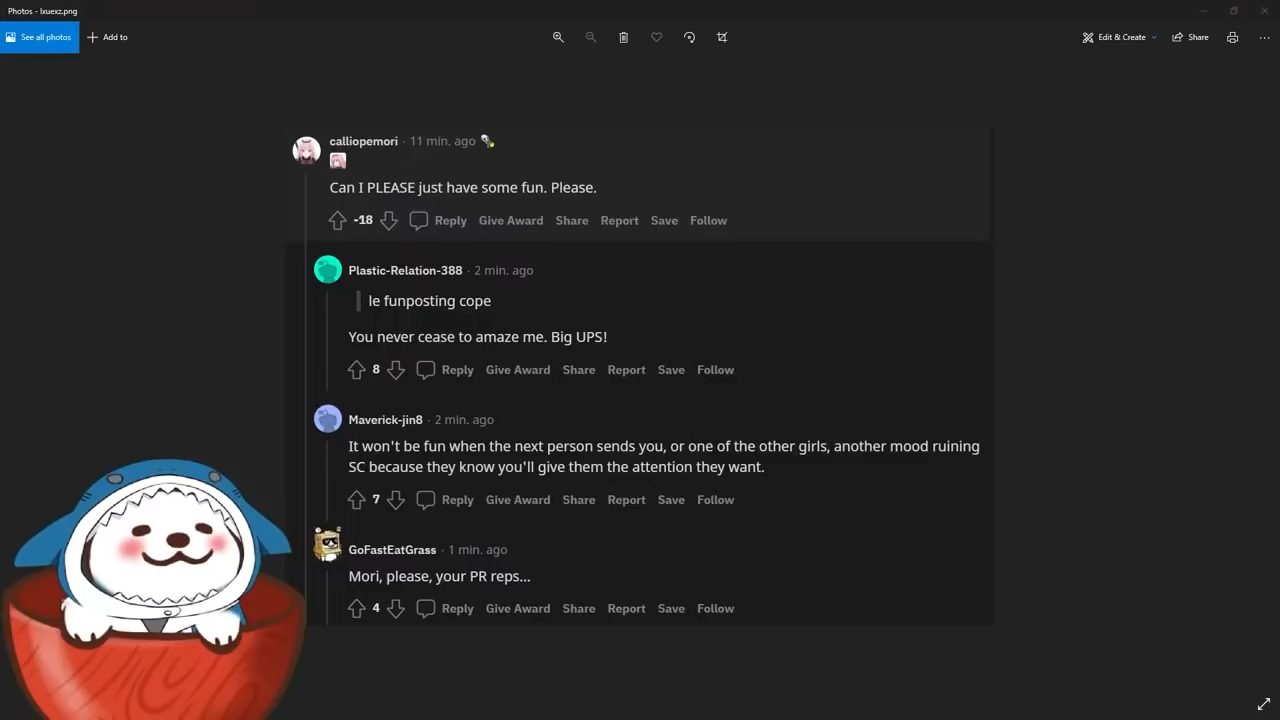 Photos - lxuexz.png
See all photos
Add to
Edit & Create
Share
calliopemori · 11 min. ago
Can I PLEASE just have some fun. Please.
-18 Reply Give Award Share Report Save Follow
Plastic-Relation-388 · 2 min. ago
le funposting cope
You never cease to amaze me. Big UPS!
8 Reply Give Award Share Report Save Follow
Maverick-jin8 · 2 min. ago
It won't be fun when the next person sends you, or one of the other girls, another mood ruining
SC because they know you'll give them the attention they want.
7 Reply Give Award Share Report Save Follow
GoFastEatGrass · 1 min. ago
Mori, please, your PR reps...
4 Reply Give Award Share Report Save Follow